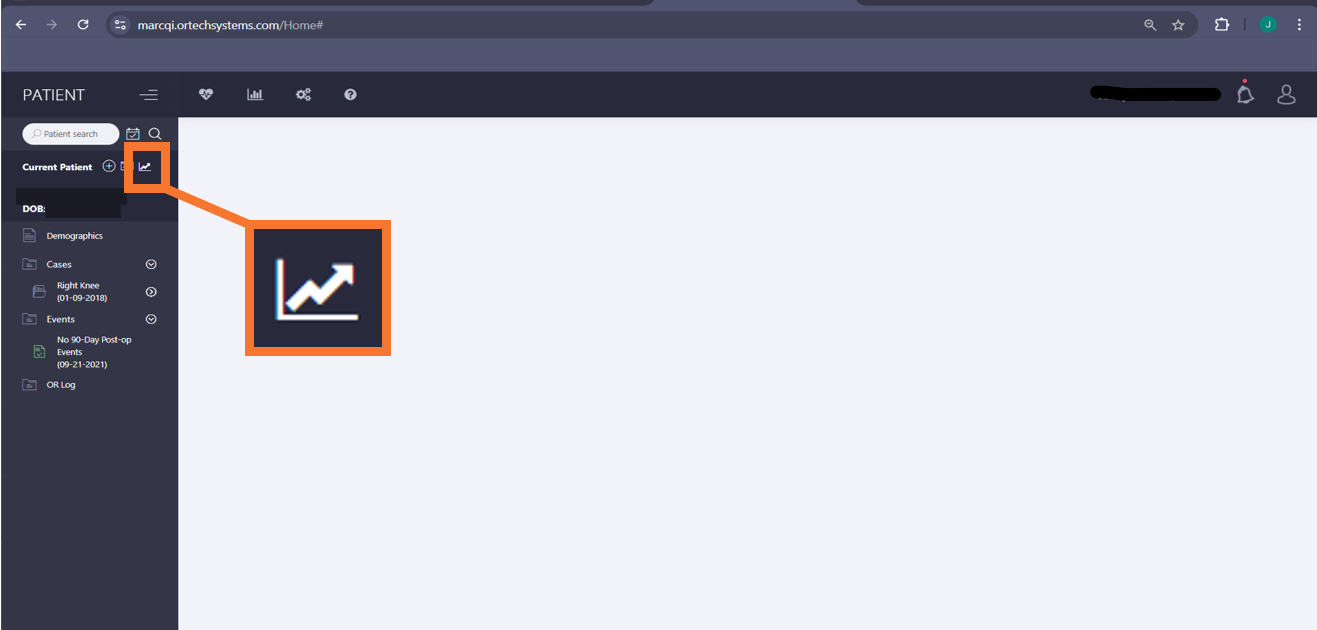 marcqi.ortechsystems.com/Home#
J
PATIENT
Patient search
Current Patient
DOB:
Demographics
Cases
Right Knee
(01-09-2018)
Events
No 90-Day Post-op
Events
(09-21-2021)
OR Log